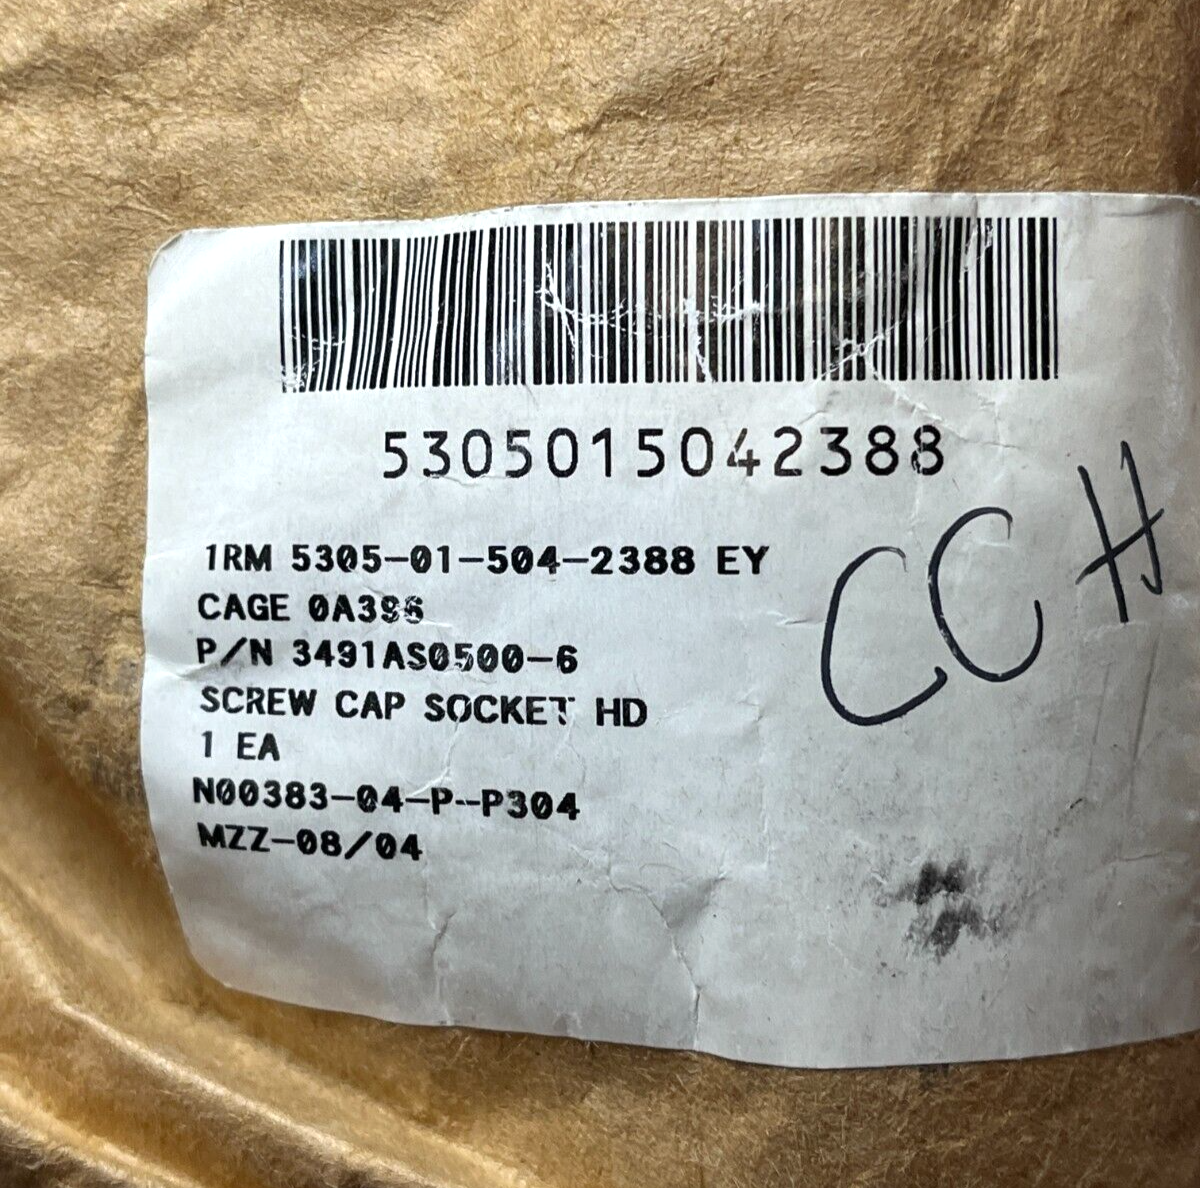 5305015042388
1RM 5305-01-504-2388 EY
CAGE 0A396
P/N 3491AS0500-6
SCREW CAP SOCKET HD
1 EA
N00383-04-P-P304
MZZ-08/04
CCH